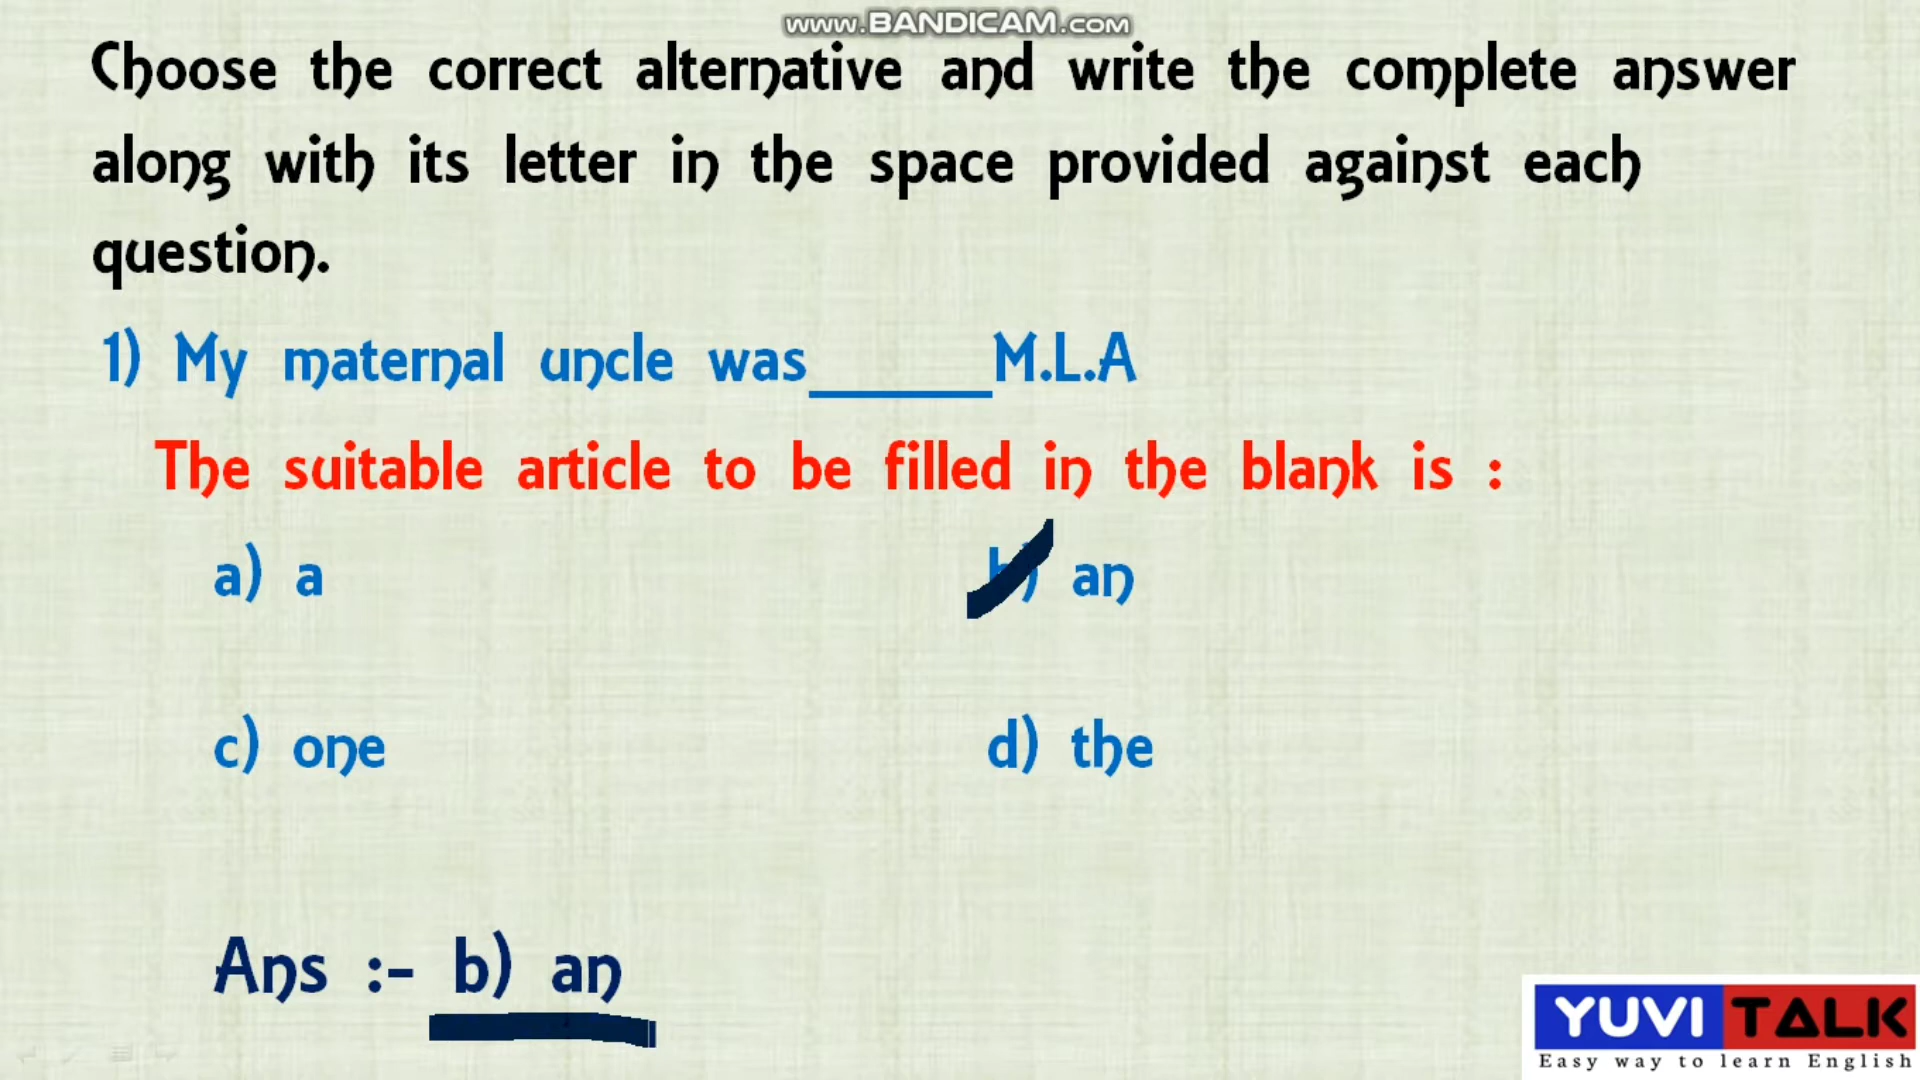 www.BANDICAM.com
Choose the correct alternative and write the complete answer
along with its letter in the space provided against each
question.
1) My maternal uncle was______M.L.A
The suitable article to be filled in the blank is :
a) a b) an
c) one d) the
Ans :- b) an
YUVI TALK
Easy way to learn English